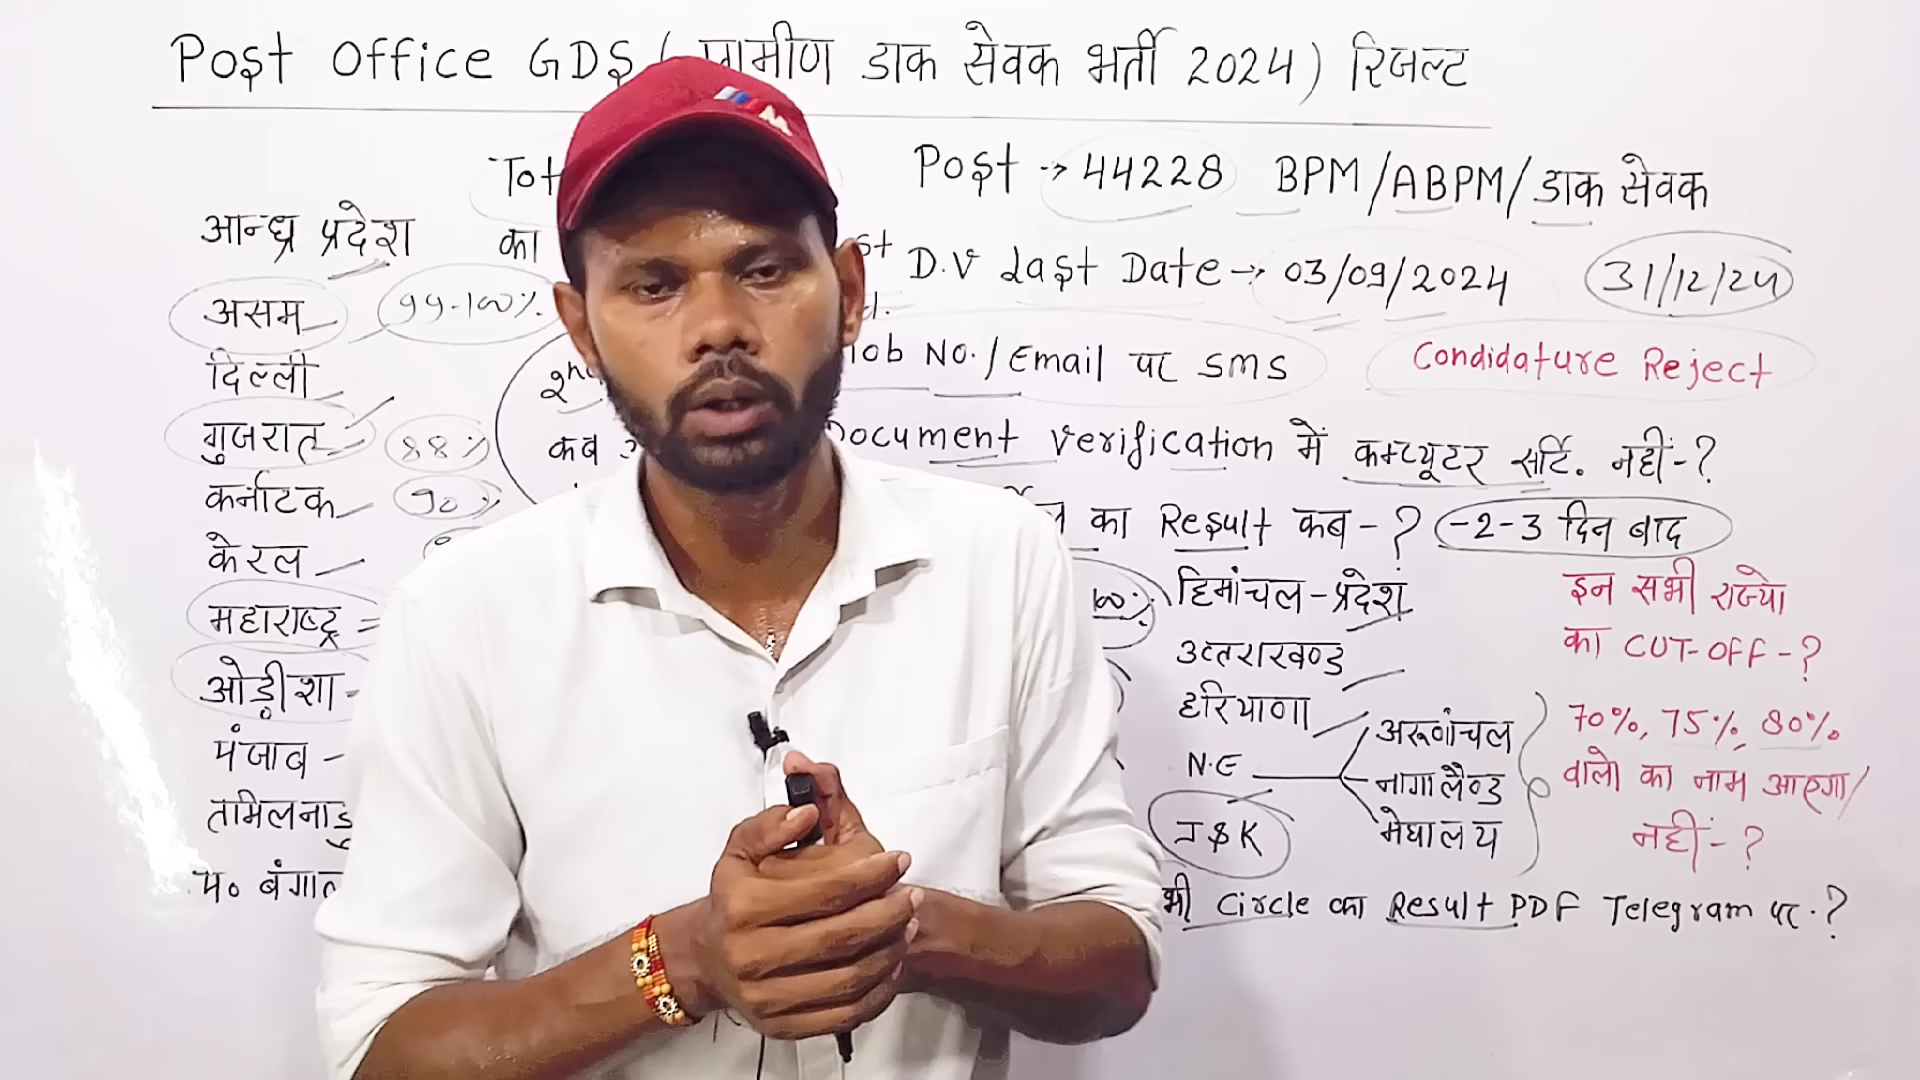 Post Office GDS ( ग्रामीण डाक सेवक भर्ती 2024 ) रिजल्ट
Post → 44228 BPM/ABPM/डाक सेवक
आन्ध्र प्रदेश
का
D.V Last Date → 03/09/2024 31/12/24
असम 99-100%
Email पर SMS Condidature Reject
दिल्ली
2nd
गुजरात 88%
कब
Document Verification में कम्प्यूटर सर्टि. नहीं-?
कर्नाटक 90%
का Result कब-? -2-3 दिन बाद
केरल
महाराष्ट्र
100%
हिमांचल-प्रदेश
इन सभी राज्यो
का CUT-OFF-?
ओड़ीशा
उत्तराखण्ड
हरियाणा
पंजाब
N.E
अरूणांचल
नागालैण्ड
मेघालय
70%, 75%, 80%
वालो का नाम आएगा/
नहीं-?
तमिलनाडु
J&K
प० बंगाल
Circle का Result PDF Telegram पर.?